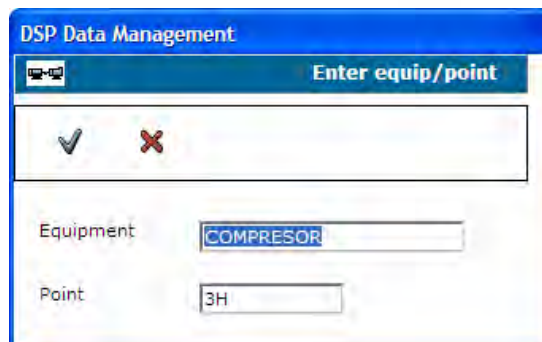 DSP Data Management
Enter equip/point
Equipment COMPRESOR
Point 3H